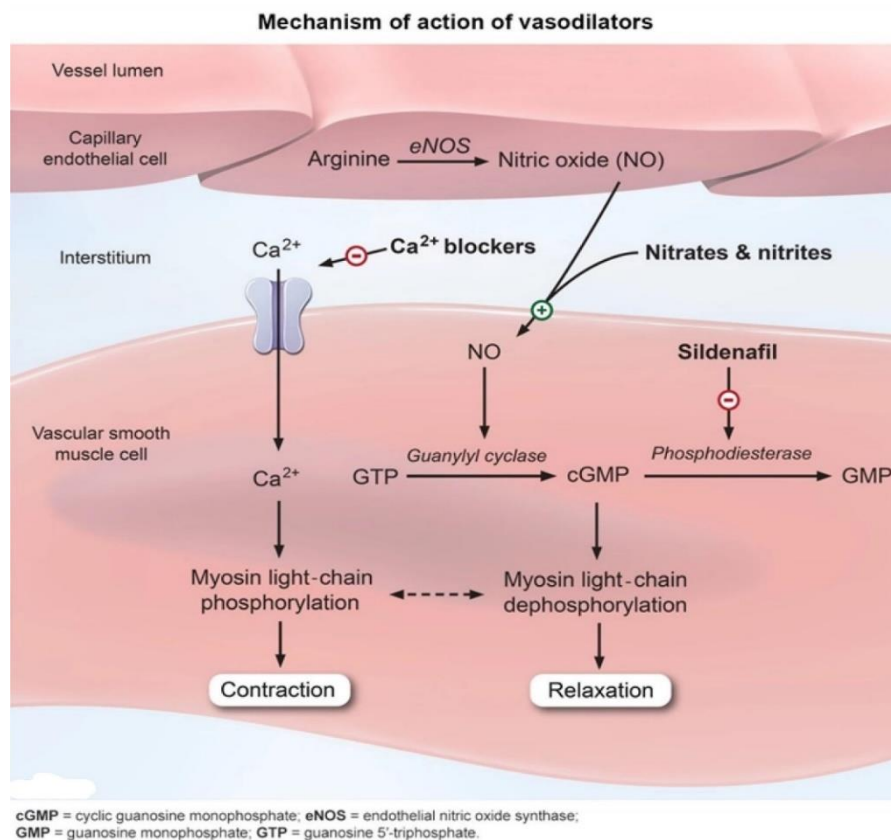 Mechanism of action of vasodilators
Vessel lumen
Capillary
endothelial cell
Arginine
eNOS
Nitric oxide (NO)
Interstitium
Ca²⁺
Ca²⁺ blockers
Nitrates & nitrites
NO
Sildenafil
Vascular smooth
muscle cell
Ca²⁺
GTP
Guanylyl cyclase
cGMP
Phosphodiesterase
GMP
Myosin light-chain
phosphorylation
Myosin light-chain
dephosphorylation
Contraction
Relaxation
cGMP = cyclic guanosine monophosphate; eNOS = endothelial nitric oxide synthase;
GMP = guanosine monophosphate; GTP = guanosine 5'-triphosphate.